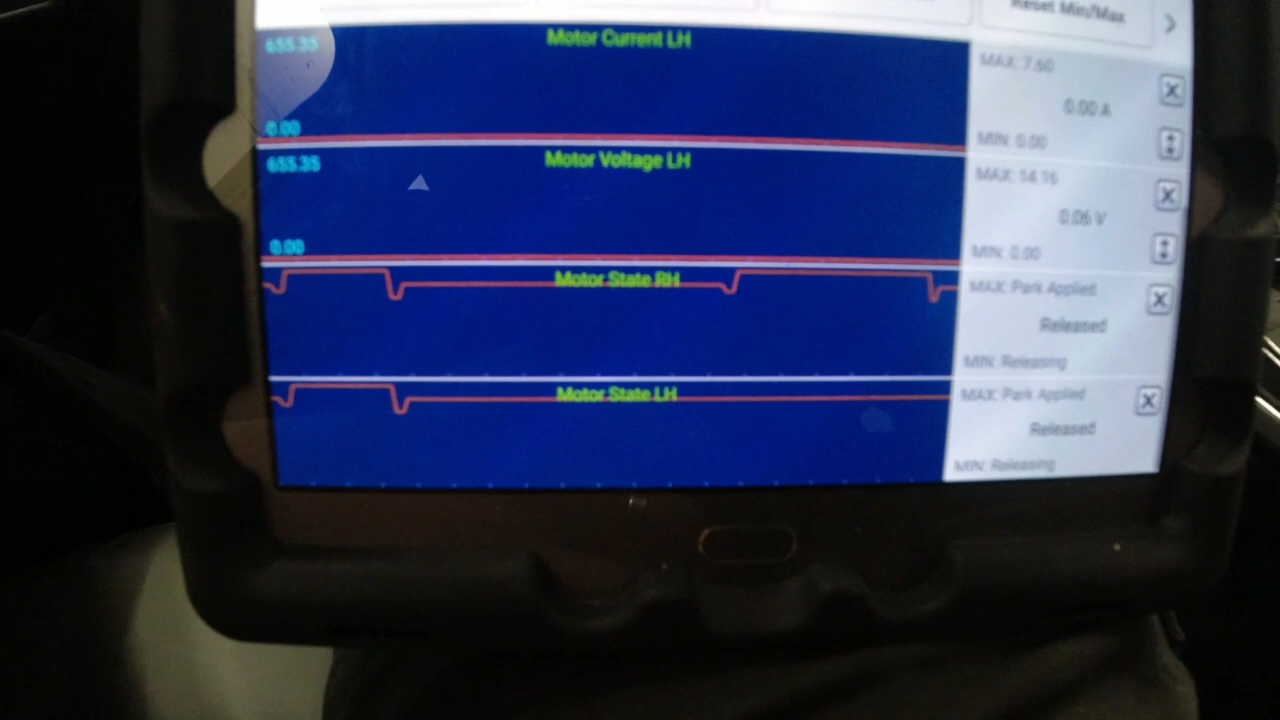 Reset Min/Max
655.35
Motor Current LH
MAX: 7.60
0.00 A
0.00
MIN: 0.00
655.35
Motor Voltage LH
MAX: 14.16
0.06 V
0.00
MIN: 0.00
Motor State RH
MAX: Park Applied
Released
MIN: Releasing
Motor State LH
MAX: Park Applied
Released
MIN: Releasing